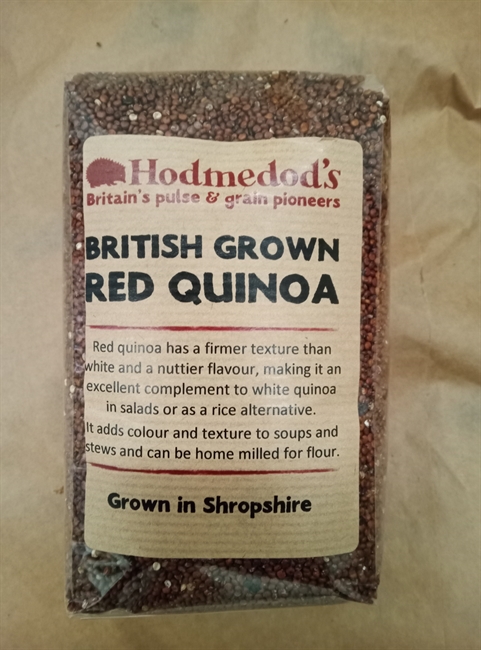 Hodmedod's
Britain's pulse & grain pioneers
BRITISH GROWN
RED QUINOA
Red quinoa has a firmer texture than
white and a nuttier flavour, making it an
excellent complement to white quinoa
in salads or as a rice alternative.
It adds colour and texture to soups and
stews and can be home milled for flour.
Grown in Shropshire